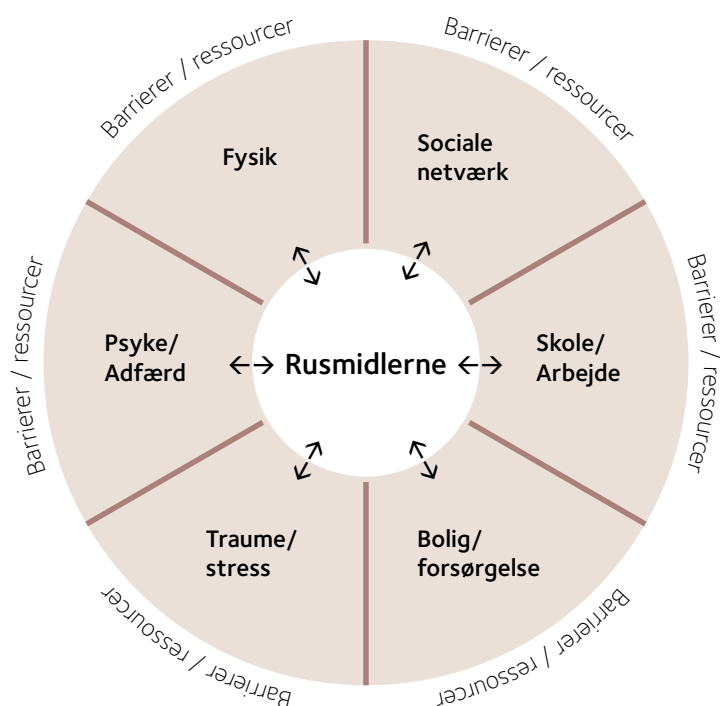 Barrierer / ressourcer
Barrierer / ressourcer
Fysik
Sociale
netværk
Barrierer / ressourcer
Barrierer / ressourcer
Psyke/
Adfærd
Rusmidlerne
Skole/
Arbejde
Traume/
stress
Bolig/
forsørgelse
Barrierer / ressourcer
Barrierer / ressourcer